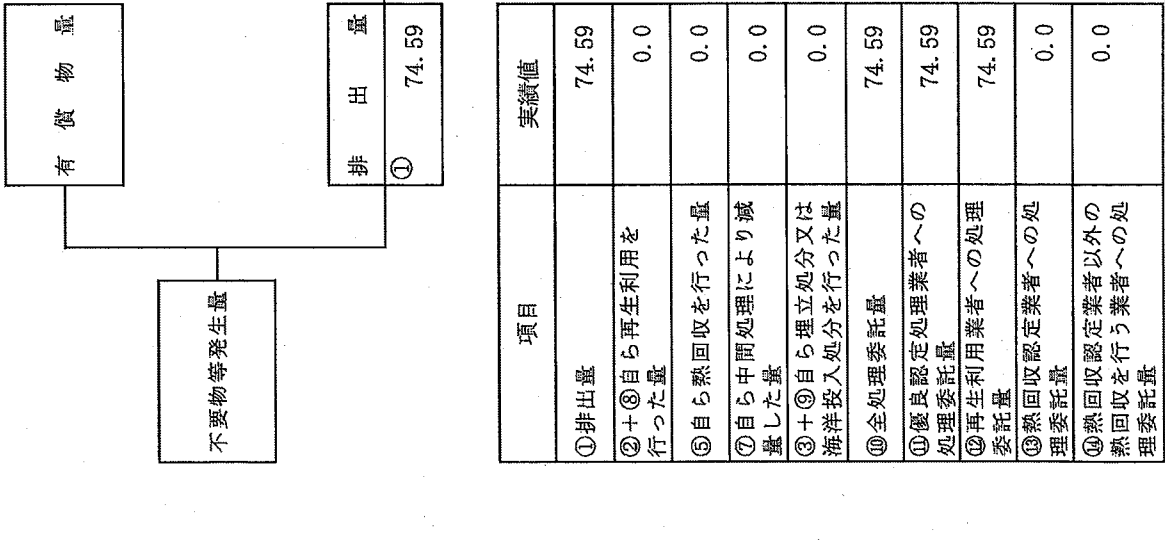 有償物量
不要物等発生量
排出量
① 74.59
項目 実績値
①排出量 74.59
②+⑧自ら再生利用を
行った量 0.0
⑤自ら熱回収を行った量 0.0
⑦自ら中間処理により減
量した量 0.0
③+⑨自ら埋立処分又は
海洋投入処分を行った量 0.0
⑩全処理委託量 74.59
⑪優良認定処理業者への
処理委託量 74.59
⑫再生利用業者への処理
委託量 74.59
⑬熱回収認定業者への処
理委託量 0.0
⑭熱回収認定業者以外の
熱回収を行う業者への処
理委託量 0.0